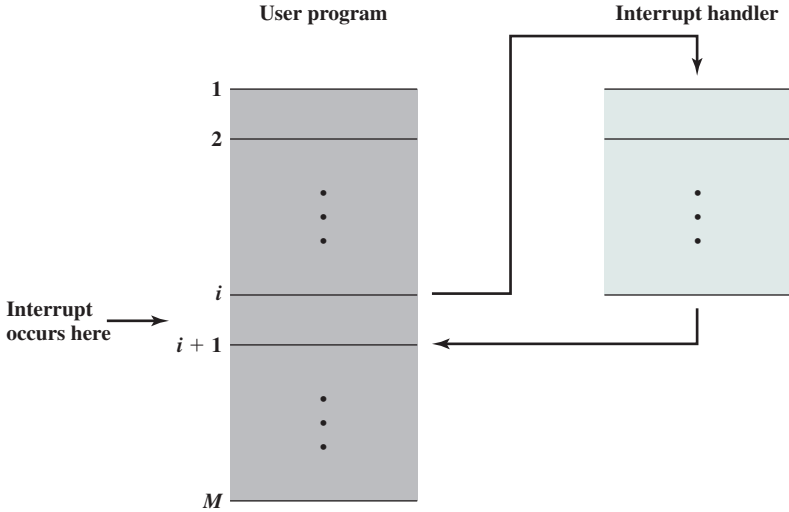 User program
Interrupt handler
1
2
i
Interrupt
occurs here
i + 1
M